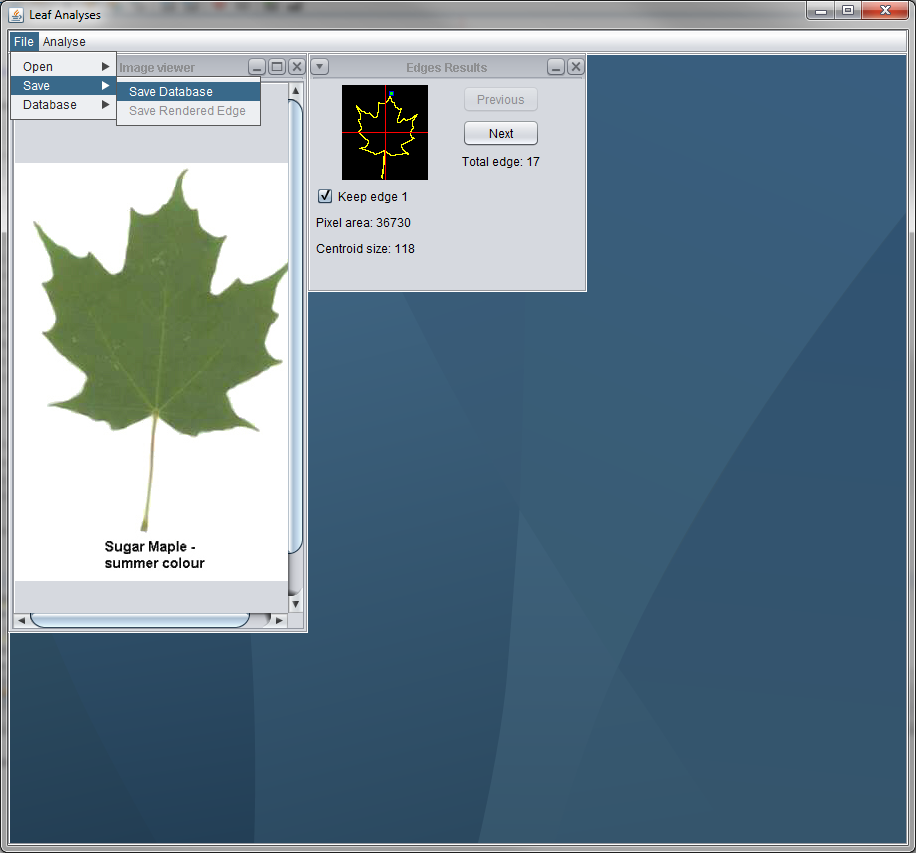 Leaf Analyses
File Analyse
Open
Save
Database
Save Database
Save Rendered Edge
Image viewer
Sugar Maple -
summer colour
Edges Results
Previous
Next
Total edge: 17
Keep edge 1
Pixel area: 36730
Centroid size: 118